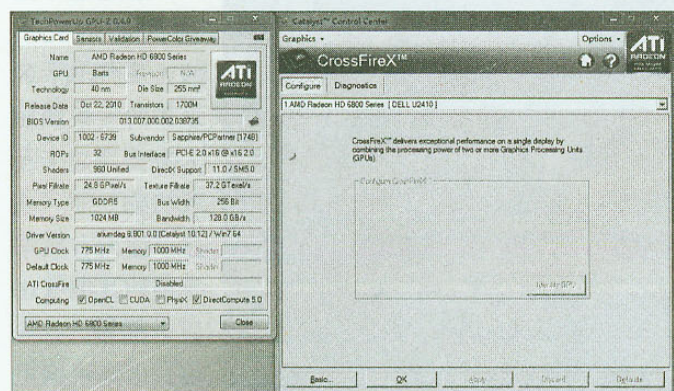 TechPowerUp GPU-Z 0.4.9
Graphics Card Sensors Validation PowerColor Giveaway
Name AMD Radeon HD 6800 Series
GPU Barts Revision N/A
Technology 40 nm Die Size 255 mm²
Release Date Oct 22, 2010 Transistors 1700M
BIOS Version 013.007.000.002.038735
Device ID 1002 - 6739 Subvendor Sapphire/PCPartner (174B)
ROPs 32 Bus Interface PCI-E 2.0 x16 @ x16 2.0
Shaders 960 Unified DirectX Support 11.0 / SM5.0
Pixel Fillrate 24.8 GPixel/s Texture Fillrate 37.2 GTexel/s
Memory Type GDDR5 Bus Width 256 Bit
Memory Size 1024 MB Bandwidth 128.0 GB/s
Driver Version atiumdag 8.801.0.0 (Catalyst 10.12) / Win7 64
GPU Clock 775 MHz Memory 1000 MHz Shader
Default Clock 775 MHz Memory 1000 MHz Shader
ATI CrossFire Disabled
Computing OpenCL CUDA PhysX DirectCompute 5.0
AMD Radeon HD 6800 Series Close
ATI
RADEON
Catalyst™ Control Center
Graphics Options
CrossFireX™
ATI
RADEON
Configure Diagnostics
1.AMD Radeon HD 6800 Series [ DELL U2410 ]
CrossFireX™ delivers exceptional performance on a single display by
combining the processing power of two or more Graphics Processing Units
(GPUs).
Configure CrossFireX™
Identify GPU
Basic... OK Apply Discard Defaults